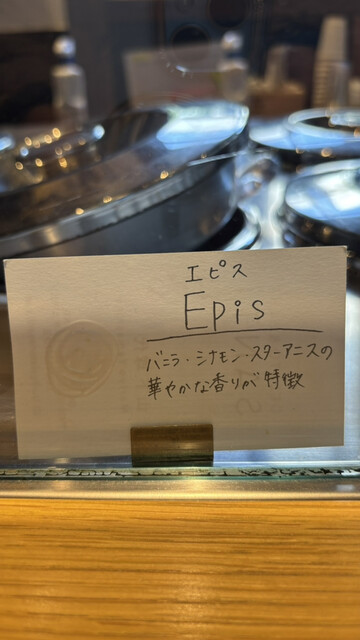 エピス
Epis
バニラ・シナモン・スターアニスの
華やかな香りが特徴